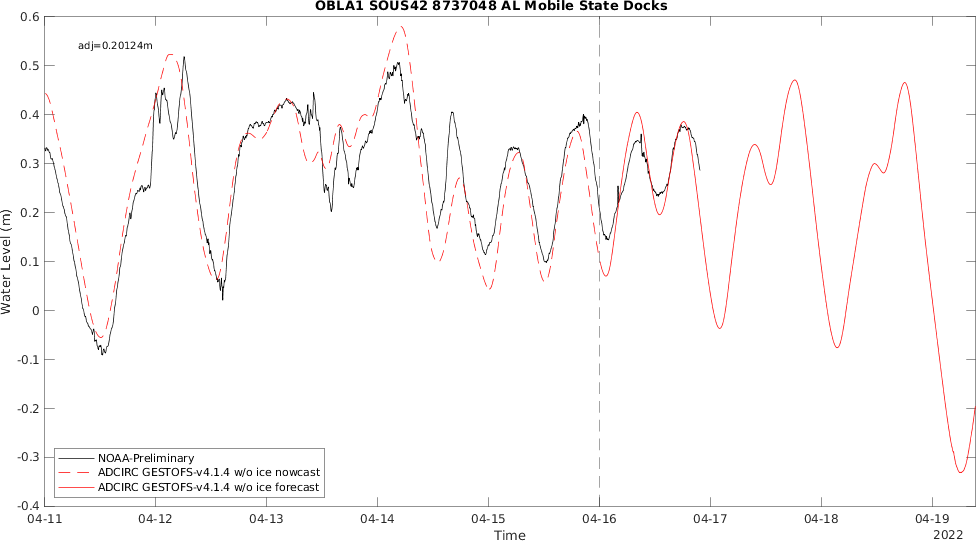 OBLA1 SOUS42 8737048 AL Mobile State Docks
adj=0.20124m
0.6
0.5
0.4
0.3
0.2
0.1
0
-0.1
-0.2
-0.3
-0.4
Water Level (m)
NOAA-Preliminary
ADCIRC GESTOFS-v4.1.4 w/o ice nowcast
ADCIRC GESTOFS-v4.1.4 w/o ice forecast
04-11 04-12 04-13 04-14 04-15 04-16 04-17 04-18 04-19
Time
2022